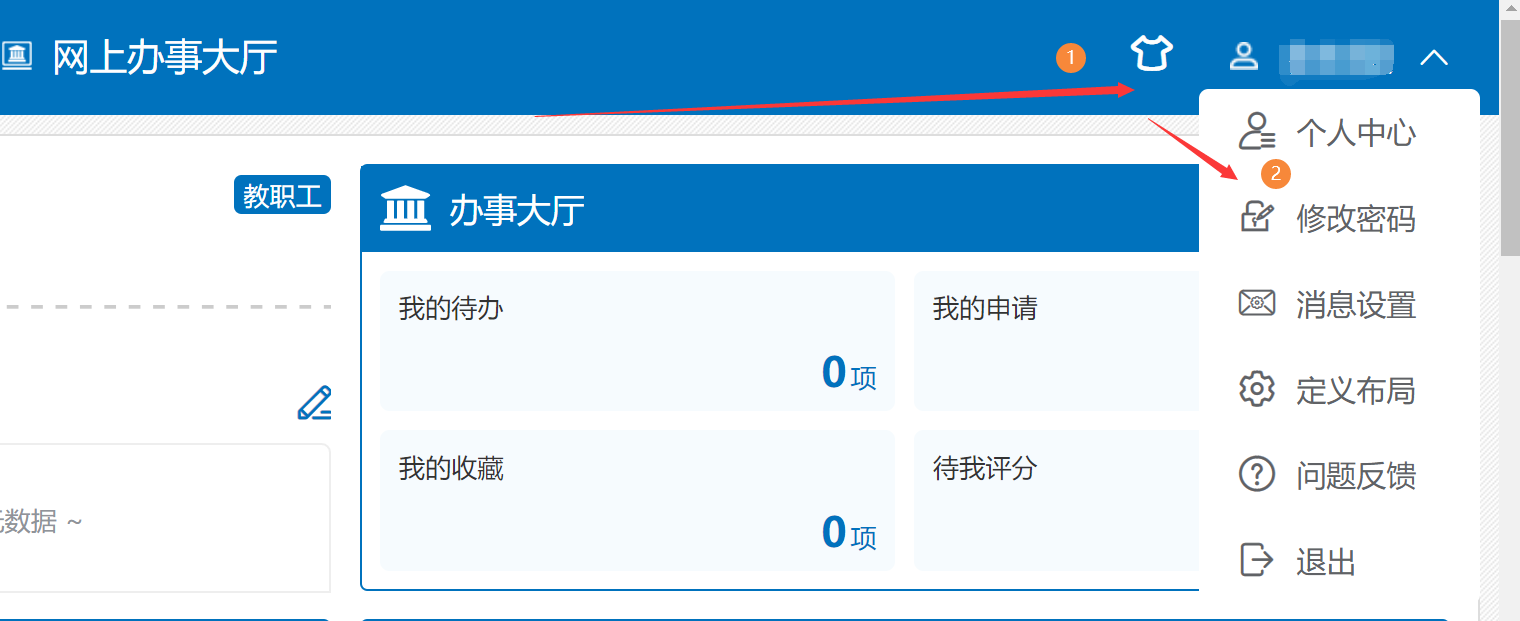 网上办事大厅
1
个人中心
2
修改密码
消息设置
定义布局
问题反馈
退出
教职工
办事大厅
我的待办
0项
我的申请
我的收藏
0项
待我评分
数据 ~